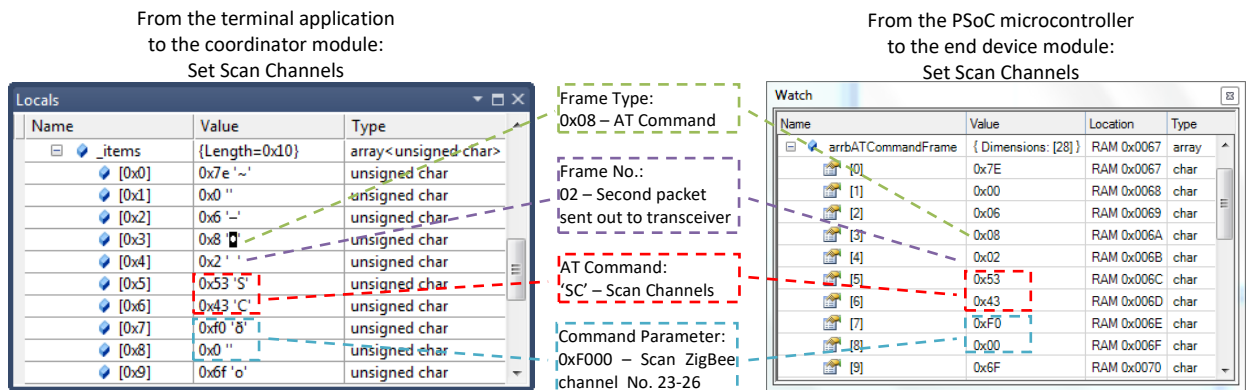 From the terminal application
to the coordinator module:
Set Scan Channels
Locals
Name Value Type
_items {Length=0x10} array<unsigned char>
[0x0] 0x7e '~' unsigned char
[0x1] 0x0 '' unsigned char
[0x2] 0x6 '–' unsigned char
[0x3] 0x8 '◘' unsigned char
[0x4] 0x2 ' ' unsigned char
[0x5] 0x53 'S' unsigned char
[0x6] 0x43 'C' unsigned char
[0x7] 0xf0 'ð' unsigned char
[0x8] 0x0 '' unsigned char
[0x9] 0x6f 'o' unsigned char
Frame Type:
0x08 – AT Command
Frame No.:
02 – Second packet
sent out to transceiver
AT Command:
‘SC’ – Scan Channels
Command Parameter:
0xF000 – Scan ZigBee
channel No. 23-26
From the PSoC microcontroller
to the end device module:
Set Scan Channels
Watch
Name Value Location Type
arrbATCommandFrame { Dimensions: [28] } RAM 0x0067 array
[0] 0x7E RAM 0x0067 char
[1] 0x00 RAM 0x0068 char
[2] 0x06 RAM 0x0069 char
[3] 0x08 RAM 0x006A char
[4] 0x02 RAM 0x006B char
[5] 0x53 RAM 0x006C char
[6] 0x43 RAM 0x006D char
[7] 0xF0 RAM 0x006E char
[8] 0x00 RAM 0x006F char
[9] 0x6F RAM 0x0070 char